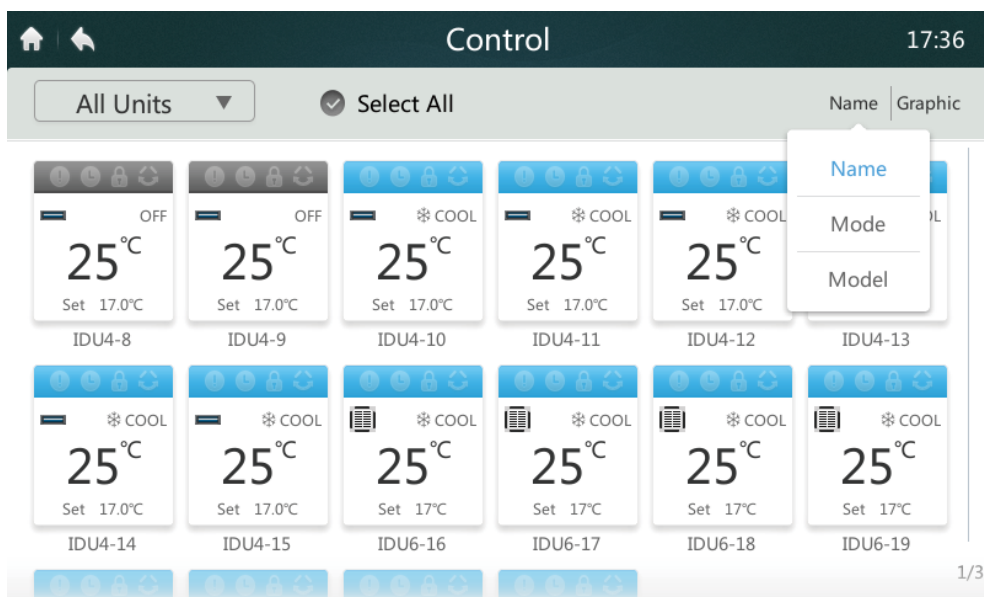 Control
17:36
All Units
Select All
Name
Graphic
Name
Mode
Model
OFF
25℃
Set 17.0℃
IDU4-8
OFF
25℃
Set 17.0℃
IDU4-9
COOL
25℃
Set 17.0℃
IDU4-10
COOL
25℃
Set 17.0℃
IDU4-11
COOL
25℃
Set 17.0℃
IDU4-12
OL
IDU4-13
COOL
25℃
Set 17.0℃
IDU4-14
COOL
25℃
Set 17.0℃
IDU4-15
COOL
25℃
Set 17℃
IDU6-16
COOL
25℃
Set 17℃
IDU6-17
COOL
25℃
Set 17℃
IDU6-18
COOL
25℃
Set 17℃
IDU6-19
1/3